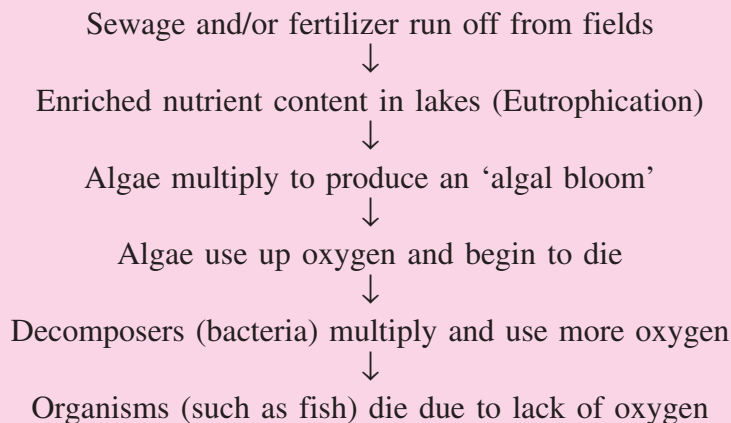 Sewage and/or fertilizer run off from fields
↓
Enriched nutrient content in lakes (Eutrophication)
↓
Algae multiply to produce an ‘algal bloom’
↓
Algae use up oxygen and begin to die
↓
Decomposers (bacteria) multiply and use more oxygen
↓
Organisms (such as fish) die due to lack of oxygen